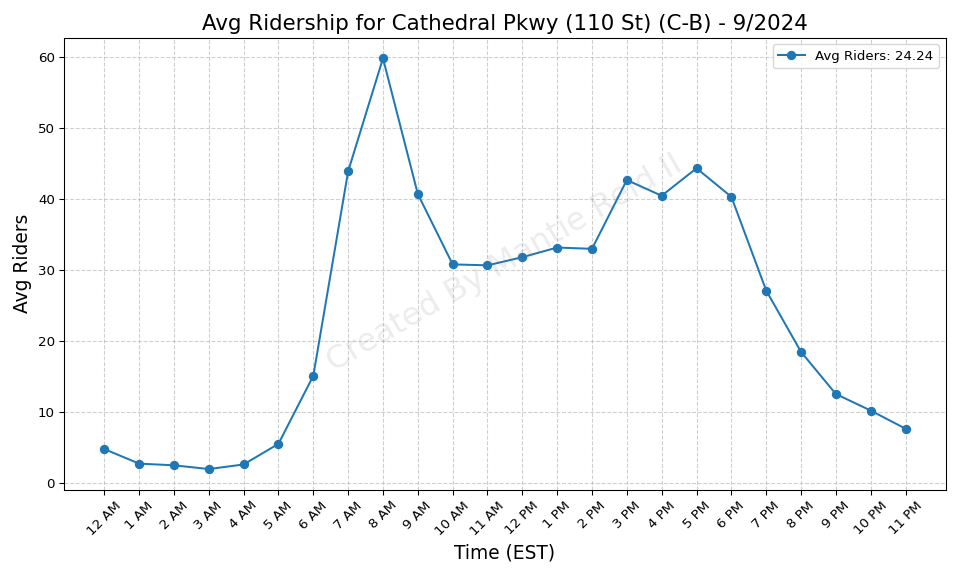 Avg Ridership for Cathedral Pkwy (110 St) (C-B) - 9/2024
Avg Riders: 24.24
Avg Riders
60
50
40
30
20
10
0
Created By Mantie Reid II
12 AM
1 AM
2 AM
3 AM
4 AM
5 AM
6 AM
7 AM
8 AM
9 AM
10 AM
11 AM
12 PM
1 PM
2 PM
3 PM
4 PM
5 PM
6 PM
7 PM
8 PM
9 PM
10 PM
11 PM
Time (EST)